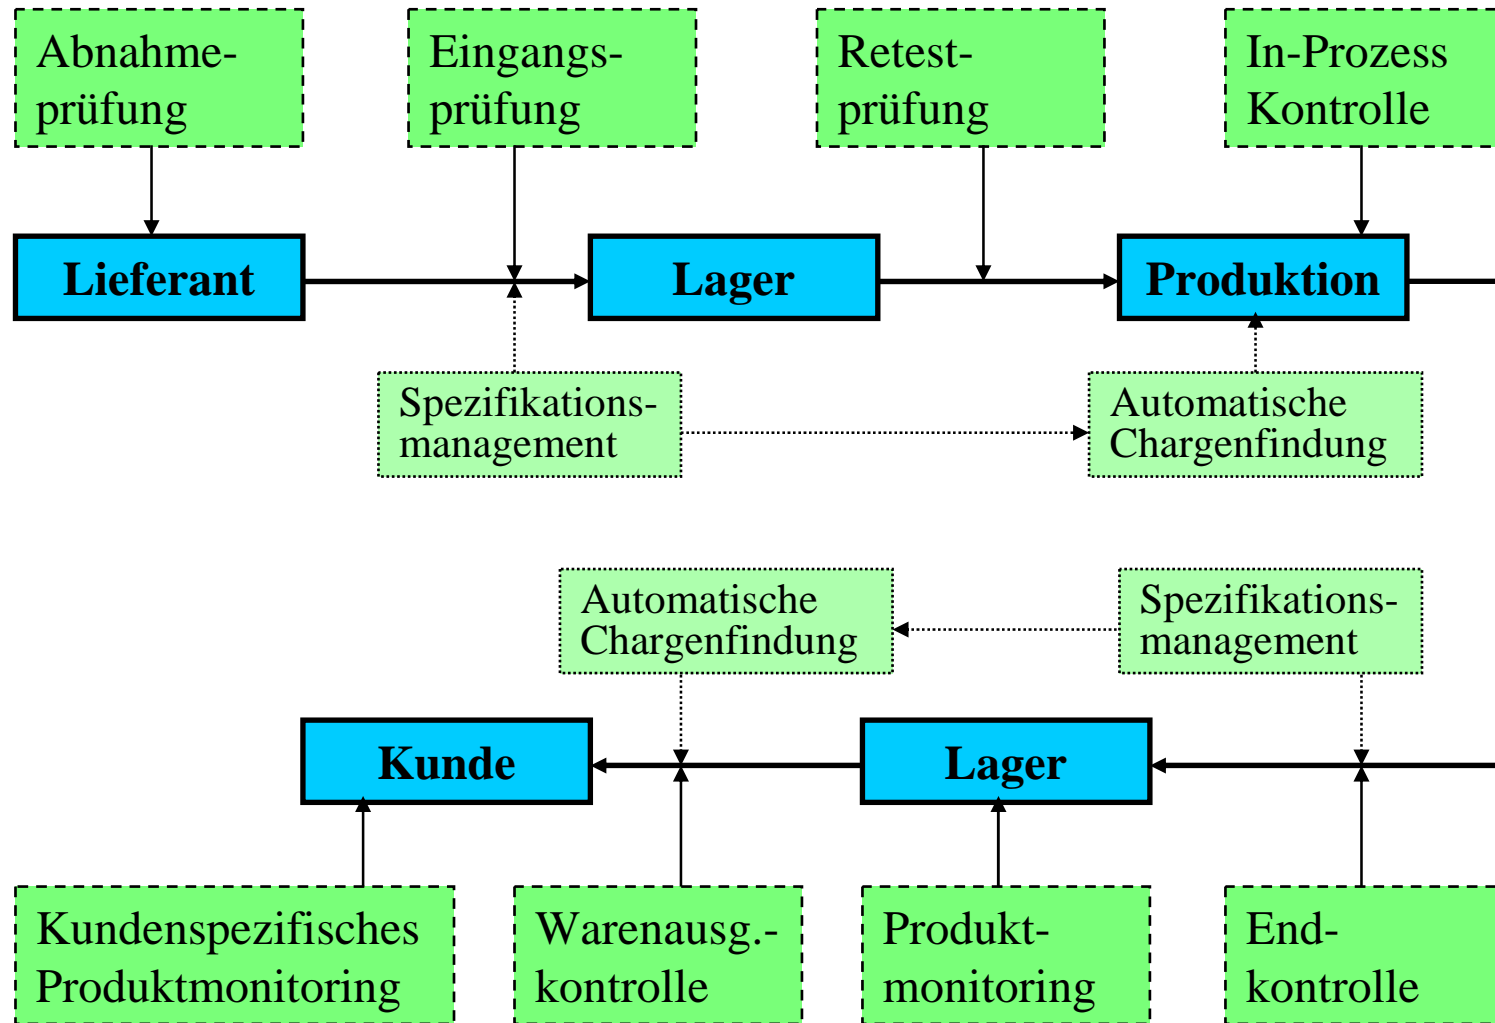 Abnahme-
prüfung
Eingangs-
prüfung
Retest-
prüfung
In-Prozess
Kontrolle
Lieferant
Lager
Produktion
Spezifikations-
management
Automatische
Chargenfindung
Automatische
Chargenfindung
Spezifikations-
management
Kunde
Lager
Kundenspezifisches
Produktmonitoring
Warenausg.-
kontrolle
Produkt-
monitoring
End-
kontrolle